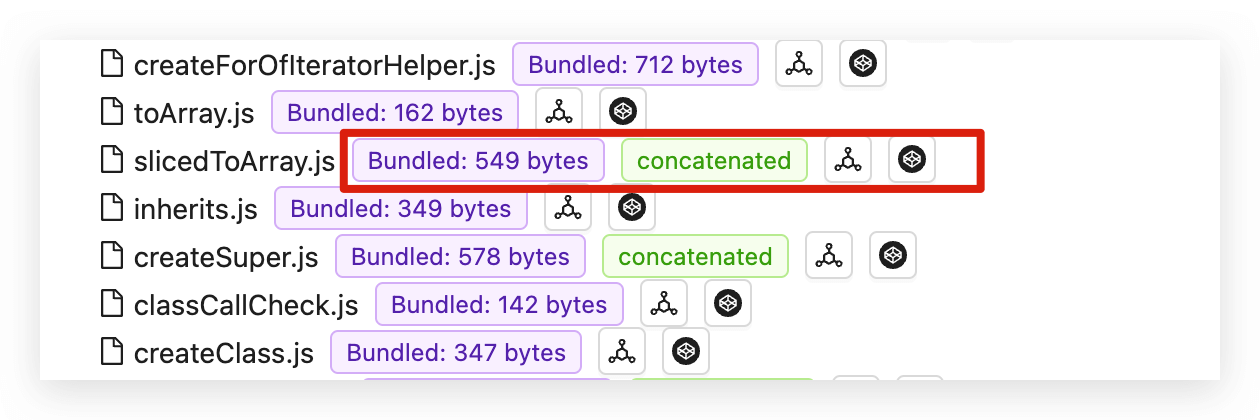 createForOfIteratorHelper.js Bundled: 712 bytes
toArray.js Bundled: 162 bytes
slicedToArray.js Bundled: 549 bytes concatenated
inherits.js Bundled: 349 bytes
createSuper.js Bundled: 578 bytes concatenated
classCallCheck.js Bundled: 142 bytes
createClass.js Bundled: 347 bytes